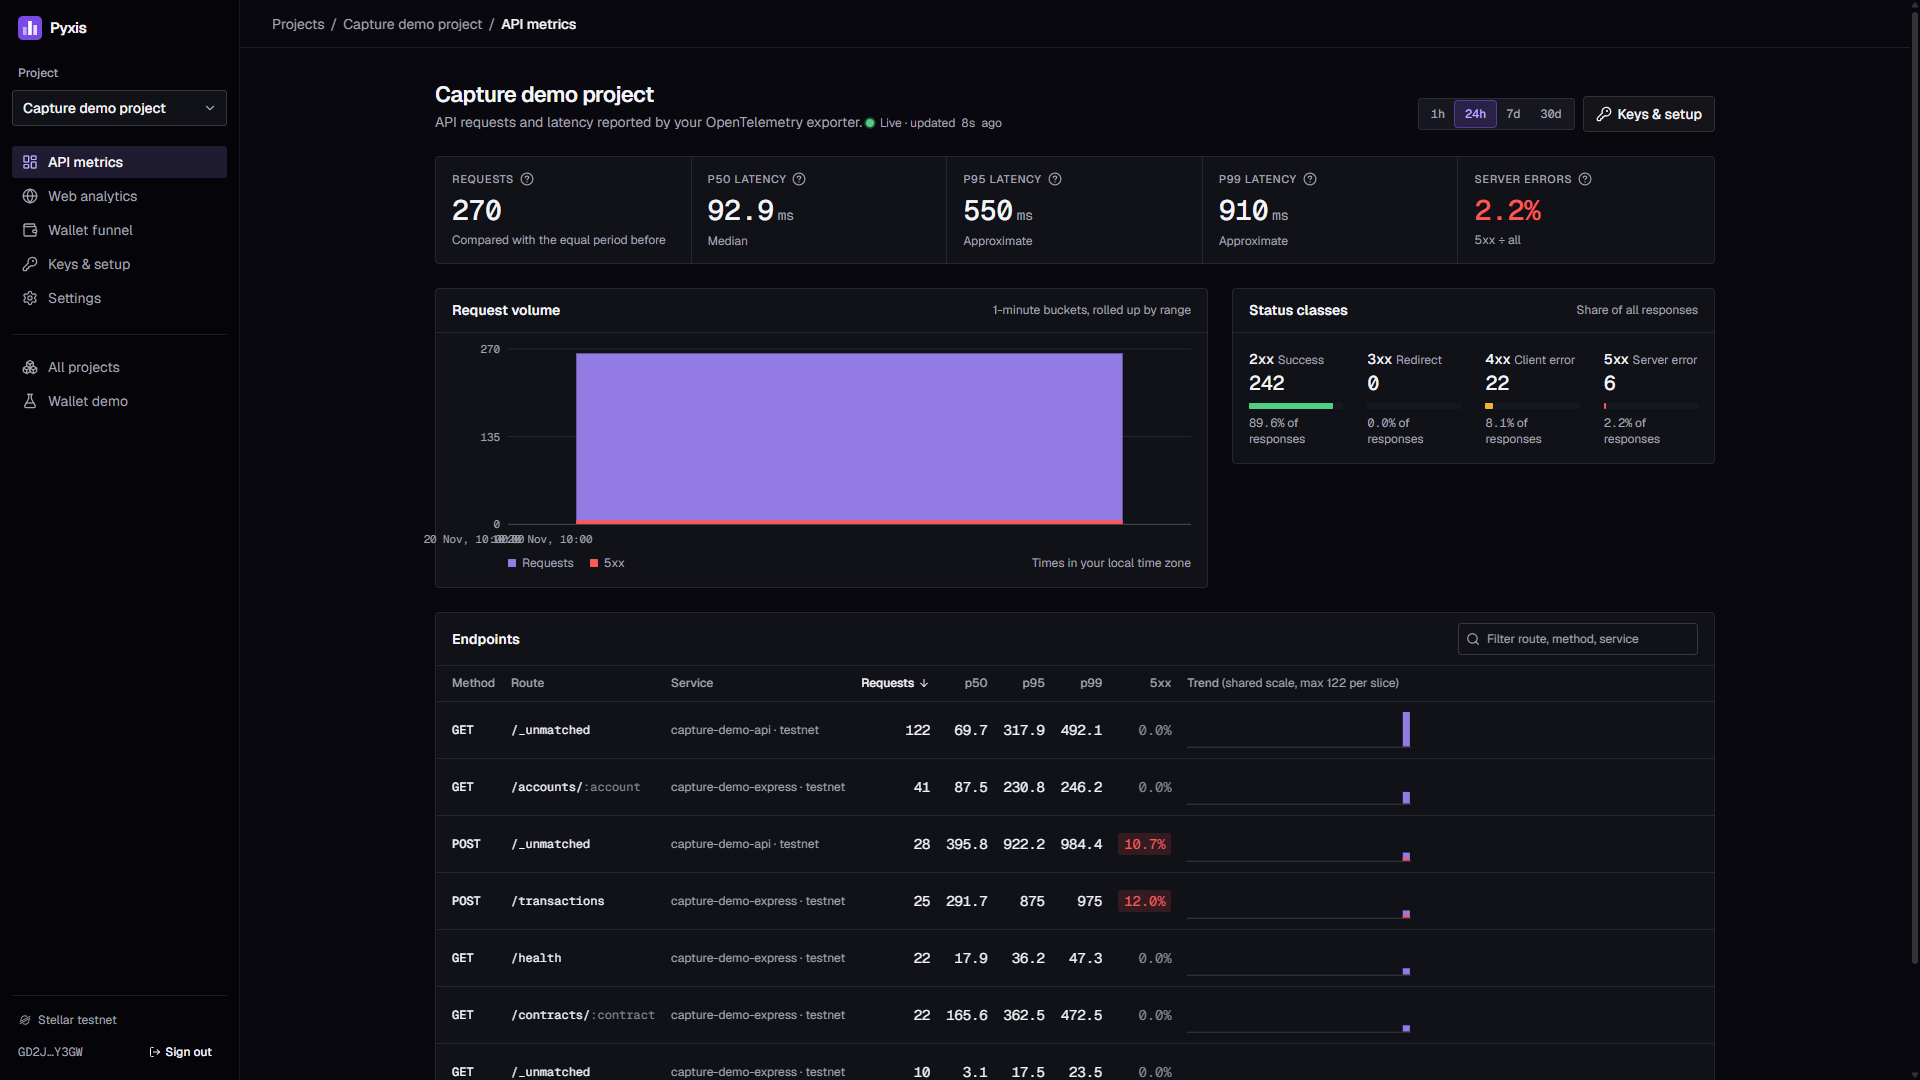 Pyxis
Projects / Capture demo project / API metrics
Project
Capture demo project
API metrics
Web analytics
Wallet funnel
Keys & setup
Settings
All projects
Wallet demo
Stellar testnet
GD2J…Y3GW Sign out
Capture demo project
API requests and latency reported by your OpenTelemetry exporter. Live · updated 8s ago
1h 24h 7d 30d Keys & setup
REQUESTS
270
Compared with the equal period before
P50 LATENCY
92.9 ms
Median
P95 LATENCY
550 ms
Approximate
P99 LATENCY
910 ms
Approximate
SERVER ERRORS
2.2%
5xx ÷ all
Request volume 1-minute buckets, rolled up by range
270
135
0
20 Nov, 10:00 20 Nov, 10:00
Requests 5xx Times in your local time zone
Status classes Share of all responses
2xx Success
242
89.6% of
responses
3xx Redirect
0
0.0% of
responses
4xx Client error
22
8.1% of
responses
5xx Server error
6
2.2% of
responses
Endpoints Filter route, method, service
Method Route Service Requests ↓ p50 p95 p99 5xx Trend (shared scale, max 122 per slice)
GET /_unmatched capture-demo-api · testnet 122 69.7 317.9 492.1 0.0%
GET /accounts/:account capture-demo-express · testnet 41 87.5 230.8 246.2 0.0%
POST /_unmatched capture-demo-api · testnet 28 395.8 922.2 984.4 10.7%
POST /transactions capture-demo-express · testnet 25 291.7 875 975 12.0%
GET /health capture-demo-express · testnet 22 17.9 36.2 47.3 0.0%
GET /contracts/:contract capture-demo-express · testnet 22 165.6 362.5 472.5 0.0%
GET /_unmatched capture-demo-express · testnet 10 3.1 17.5 23.5 0.0%